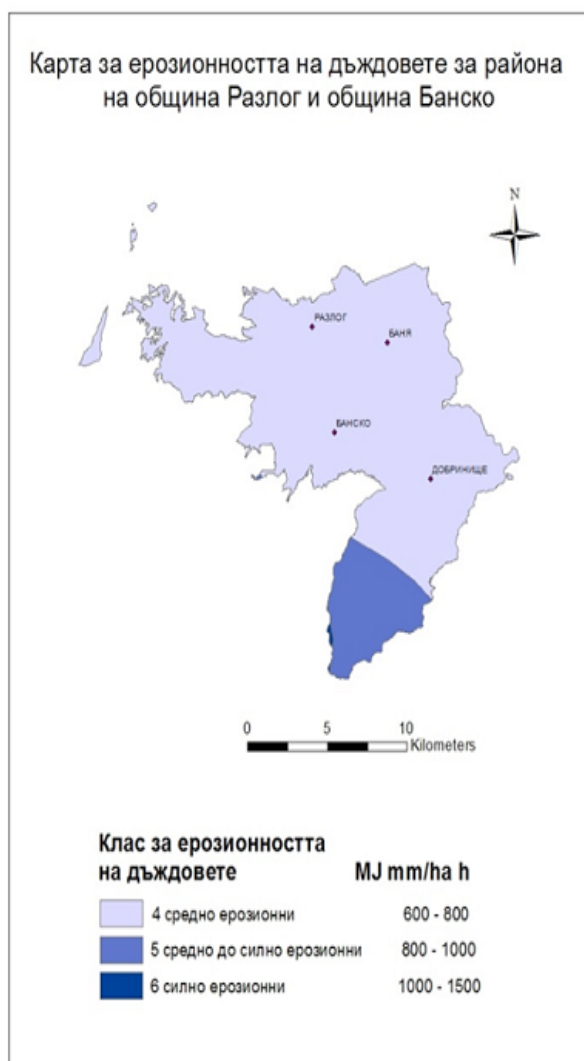 Карта за ерозионността на дъждовете за района
на община Разлог и община Банско
N
РАЗЛОГ
БАНЯ
БАНСКО
ДОБРИНИЩЕ
0 5 10
Kilometers
Клас за ерозионността
на дъждовете MJ mm/ha h
4 средно ерозионни 600 - 800
5 средно до силно ерозионни 800 - 1000
6 силно ерозионни 1000 - 1500